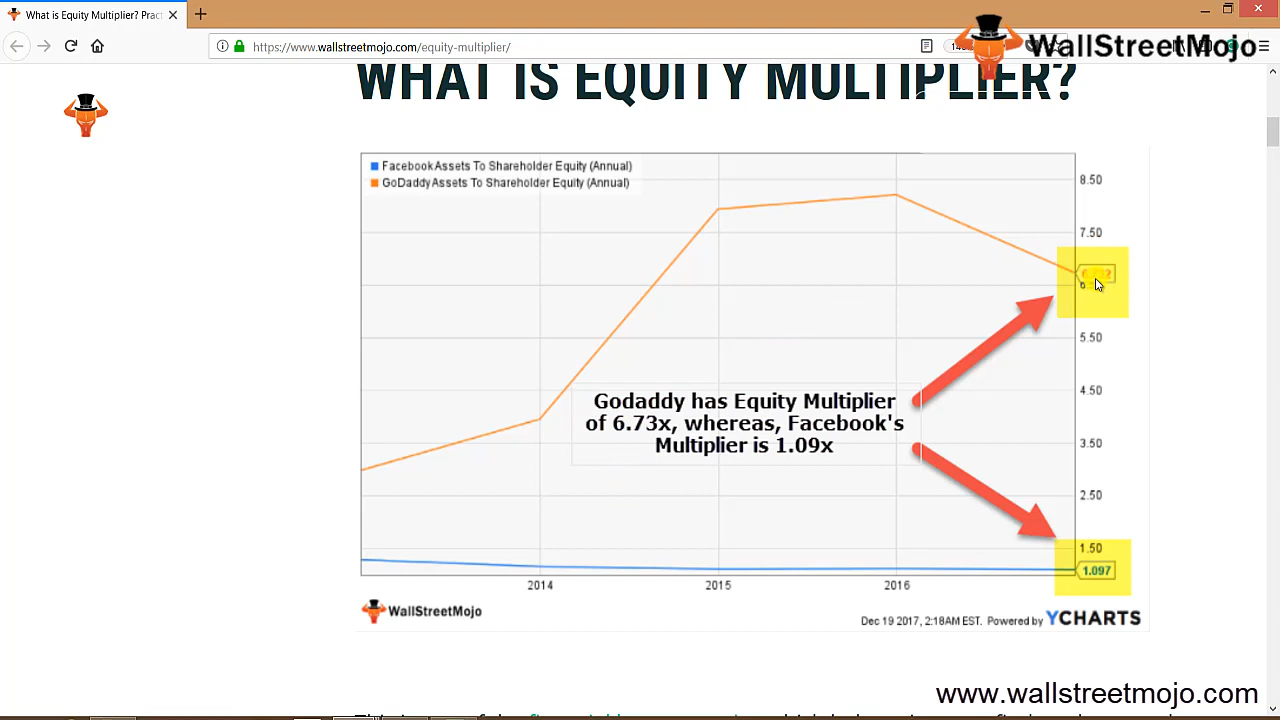 What is Equity Multiplier? Prac
https://www.wallstreetmojo.com/equity-multiplier/
WallStreetMojo
WHAT IS EQUITY MULTIPLIER?
Facebook Assets To Shareholder Equity (Annual)
GoDaddy Assets To Shareholder Equity (Annual)
8.50
7.50
6.732
5.50
4.50
Godaddy has Equity Multiplier
of 6.73x, whereas, Facebook's
Multiplier is 1.09x
3.50
2.50
1.50
1.097
2014 2015 2016
WallStreetMojo
Dec 19 2017, 2:18AM EST. Powered by YCHARTS
www.wallstreetmojo.com